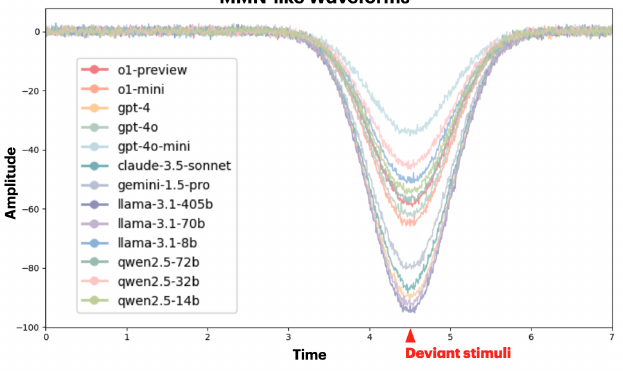 MMN-like Waveforms
0
−20
−40
−60
−80
−100
Amplitude
o1-preview
o1-mini
gpt-4
gpt-4o
gpt-4o-mini
claude-3.5-sonnet
gemini-1.5-pro
llama-3.1-405b
llama-3.1-70b
llama-3.1-8b
qwen2.5-72b
qwen2.5-32b
qwen2.5-14b
0 1 2 3 4 5 6 7
Time
Deviant stimuli